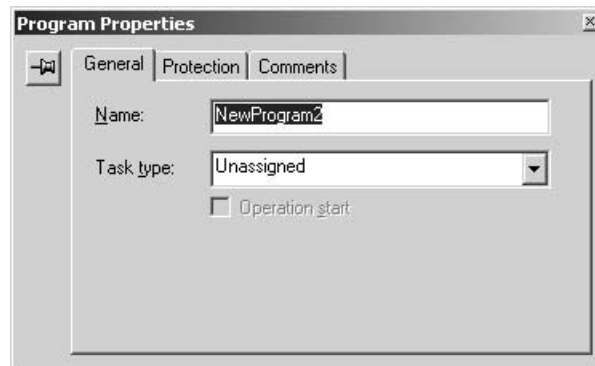 Program Properties
General Protection Comments
Name: NewProgram2
Task type: Unassigned
Operation start